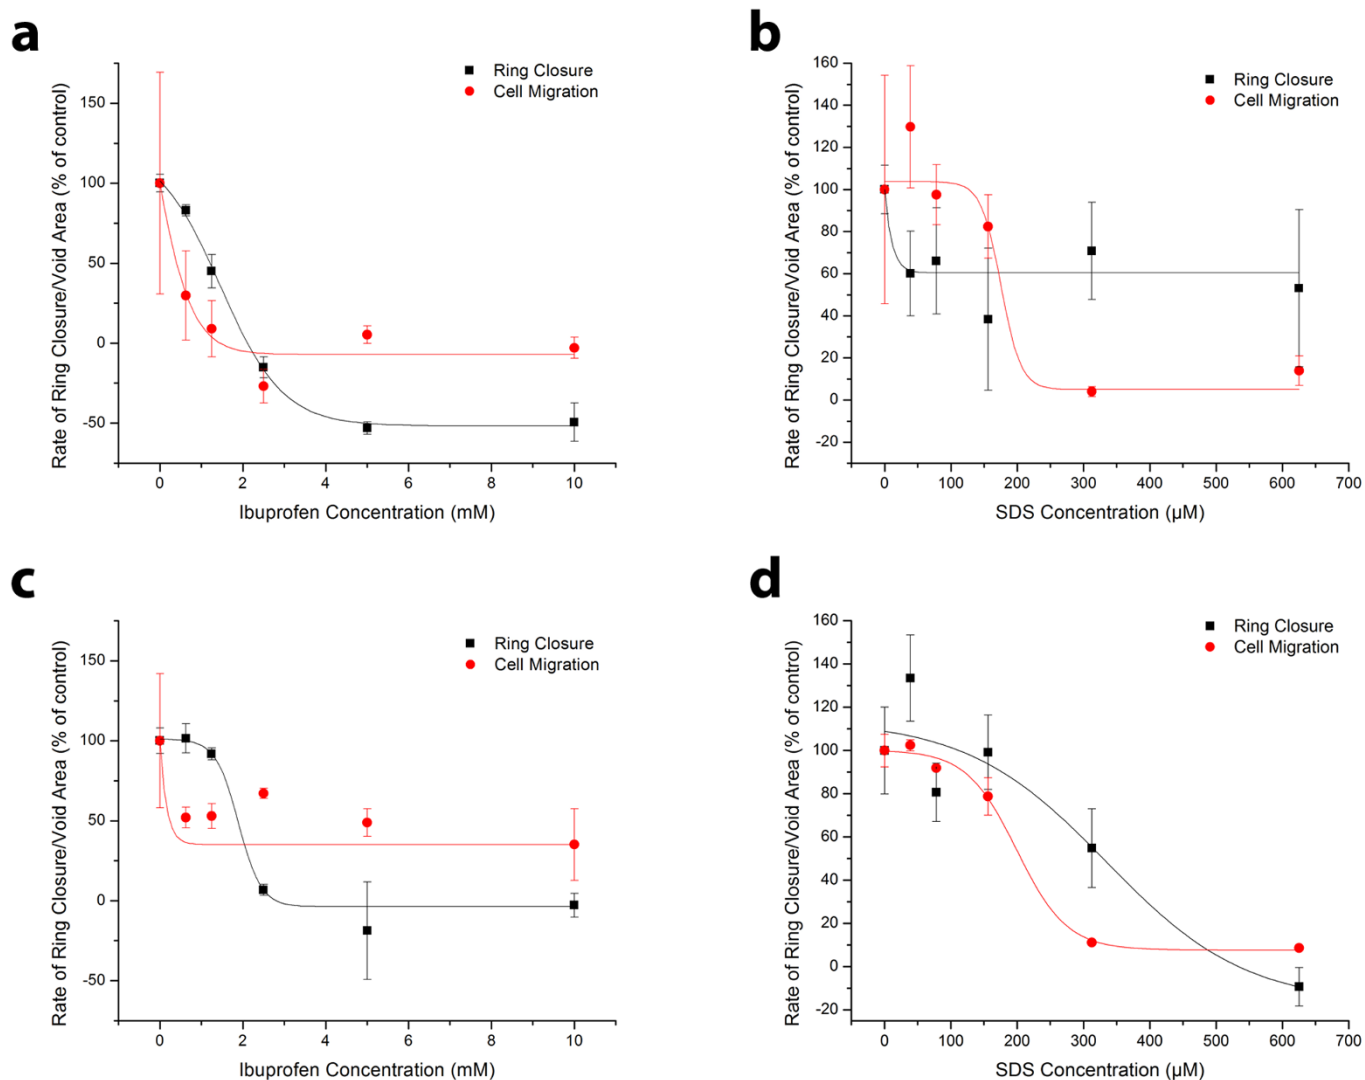 a
Ring Closure
Cell Migration
150
100
50
0
-50
0 2 4 6 8 10
Rate of Ring Closure/Void Area (% of control)
Ibuprofen Concentration (mM)
b
Ring Closure
Cell Migration
160
140
120
100
80
60
40
20
0
-20
0 100 200 300 400 500 600 700
Rate of Ring Closure/Void Area (% of control)
SDS Concentration (µM)
c
Ring Closure
Cell Migration
150
100
50
0
-50
0 2 4 6 8 10
Rate of Ring Closure/Void Area (% of control)
Ibuprofen Concentration (mM)
d
Ring Closure
Cell Migration
160
140
120
100
80
60
40
20
0
-20
0 100 200 300 400 500 600 700
Rate of Ring Closure/Void Area (% of control)
SDS Concentration (µM)